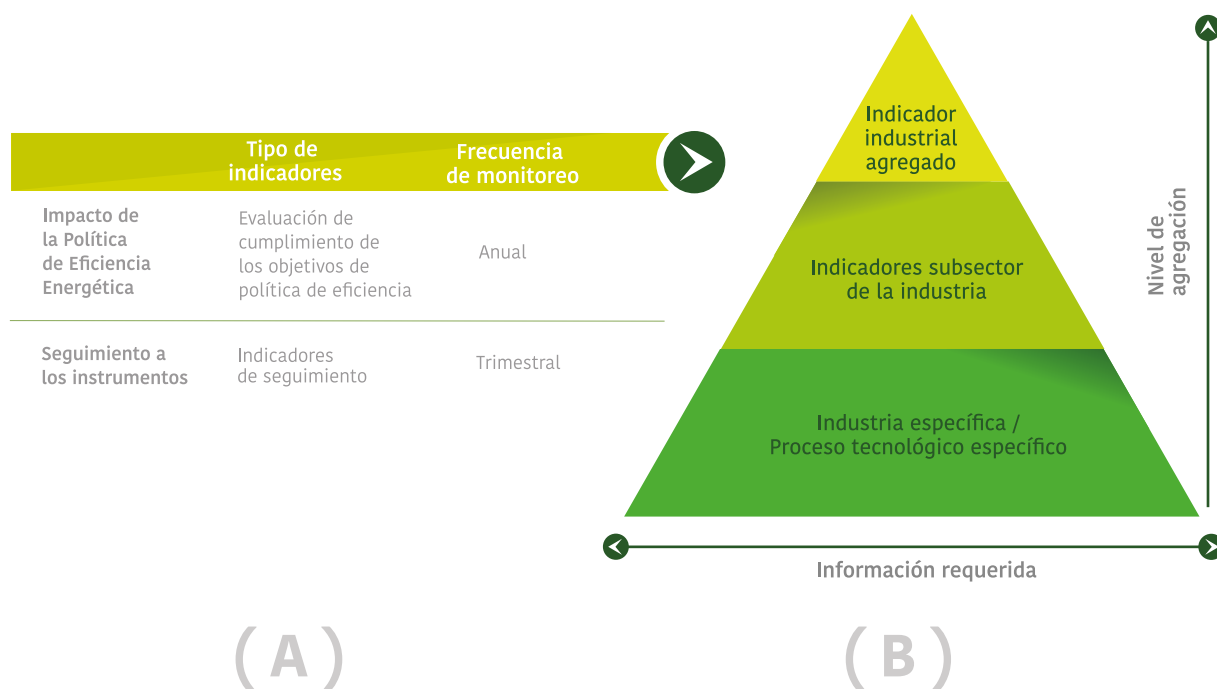 Tipo de
indicadores
Frecuencia
de monitoreo
Impacto de
la Política
de Eficiencia
Energética
Evaluación de
cumplimiento de
los objetivos de
política de eficiencia
Anual
Seguimiento a
los instrumentos
Indicadores
de seguimiento
Trimestral
(A)
Indicador
industrial
agregado
Indicadores subsector
de la industria
Industria específica /
Proceso tecnológico específico
Nivel de
agregación
Información requerida
(B)